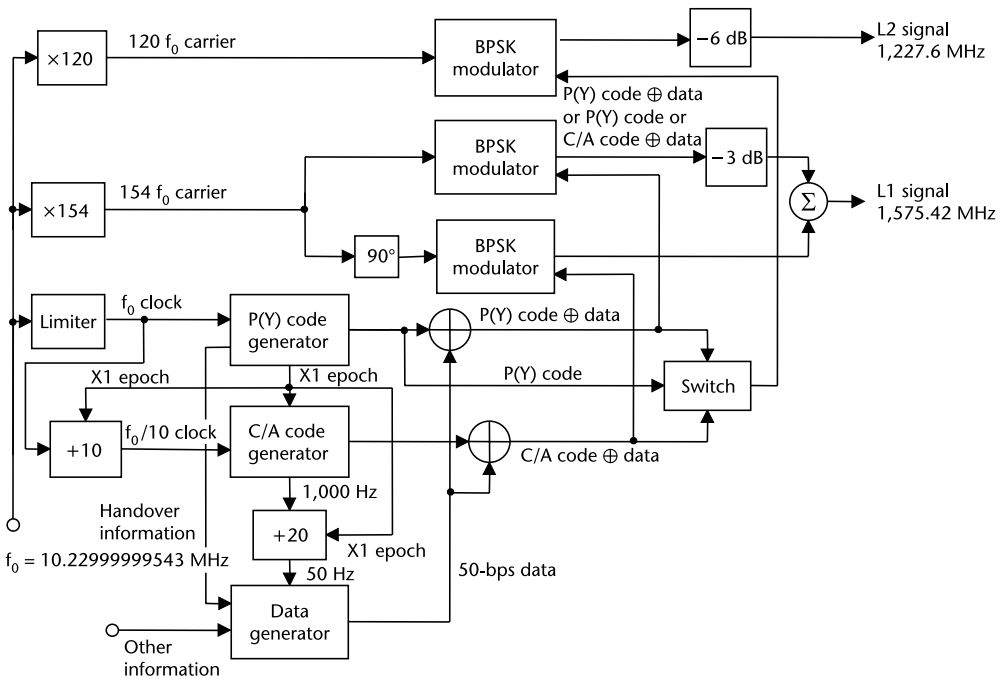 120 f0 carrier
×120
BPSK
modulator
−6 dB
L2 signal
1,227.6 MHz
P(Y) code ⊕ data
or P(Y) code or
C/A code ⊕ data
BPSK
modulator
−3 dB
154 f0 carrier
×154
Σ
L1 signal
1,575.42 MHz
90°
BPSK
modulator
f0 clock
Limiter
P(Y) code
generator
P(Y) code ⊕ data
X1 epoch
X1 epoch
P(Y) code
Switch
f0/10 clock
+10
C/A code
generator
C/A code ⊕ data
1,000 Hz
Handover
information
+20
X1 epoch
f0 = 10.22999999543 MHz
50 Hz
50-bps data
Data
generator
Other
information